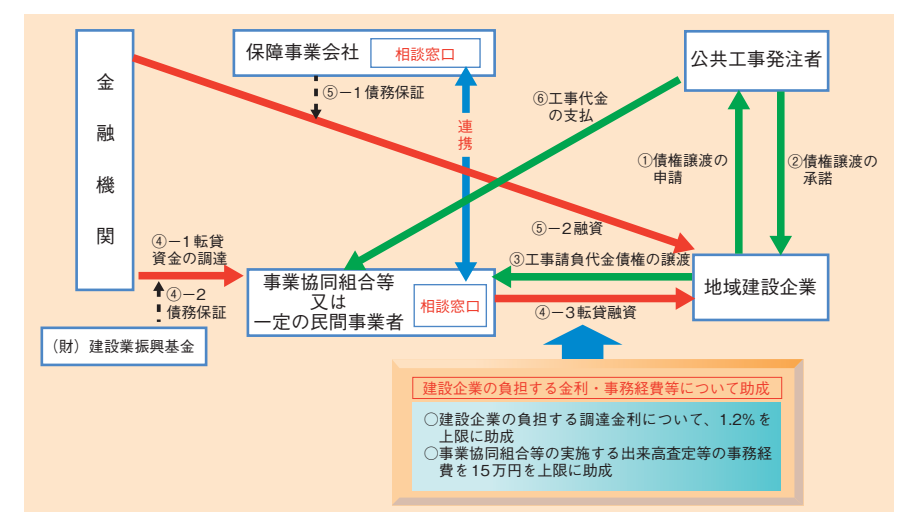 保障事業会社
相談窓口
公共工事発注者
金融機関
⑤－1債務保証
⑥工事代金
の支払
連携
①債権譲渡の
申請
②債権譲渡の
承諾
④－1転貸
資金の調達
⑤－2融資
③工事請負代金債権の譲渡
事業協同組合等
又は
一定の民間事業者
相談窓口
地域建設企業
④－2
債務保証
④－3転貸融資
（財）建設業振興基金
建設企業の負担する金利・事務経費等について助成
○建設企業の負担する調達金利について、1.2%を
上限に助成
○事業協同組合等の実施する出来高査定等の事務経
費を15万円を上限に助成